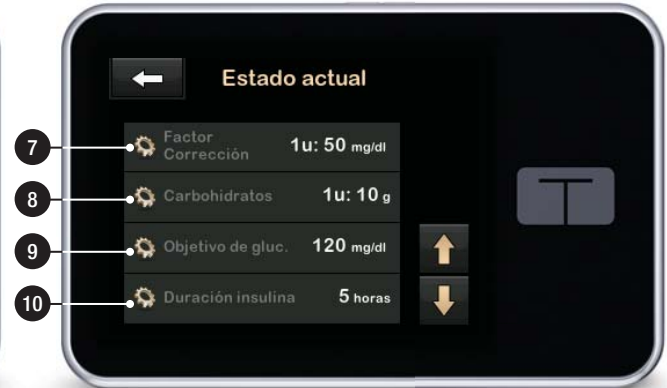 Estado actual
7
Factor
Corrección
1u: 50 mg/dl
8
Carbohidratos
1u: 10 g
9
Objetivo de gluc.
120 mg/dl
10
Duración insulina
5 horas